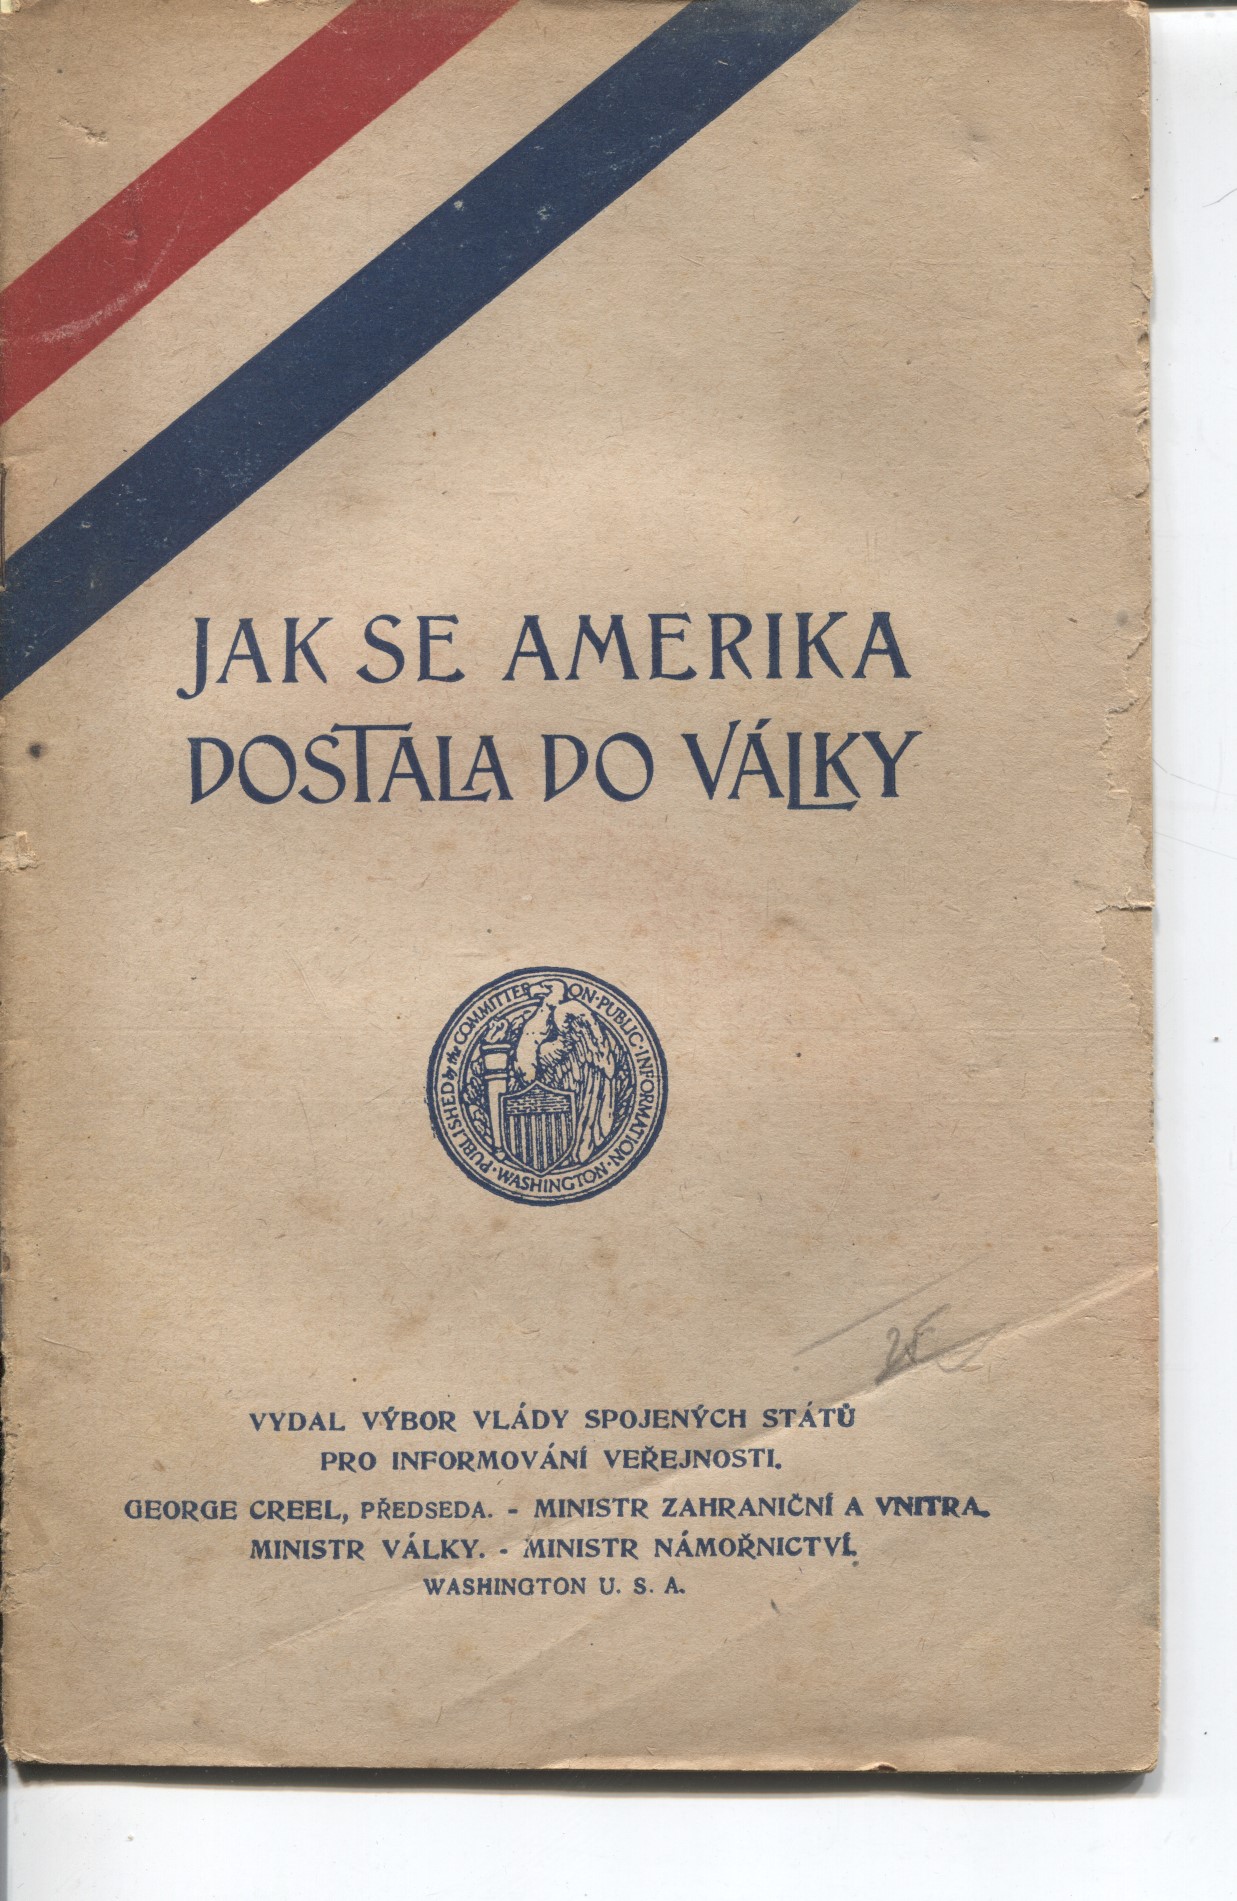 JAK SE AMERIKA
DOSTALA DO VÁLKY
PUBLISHED by the COMMITTEE ON·PUBLIC·INFORMATION·
·WASHINGTON·
VYDAL VÝBOR VLÁDY SPOJENÝCH STÁTŮ
PRO INFORMOVÁNÍ VEŘEJNOSTI.
GEORGE CREEL, PŘEDSEDA. - MINISTR ZAHRANIČNÍ A VNITRA.
MINISTR VÁLKY. - MINISTR NÁMOŘNICTVÍ.
WASHINGTON U. S. A.